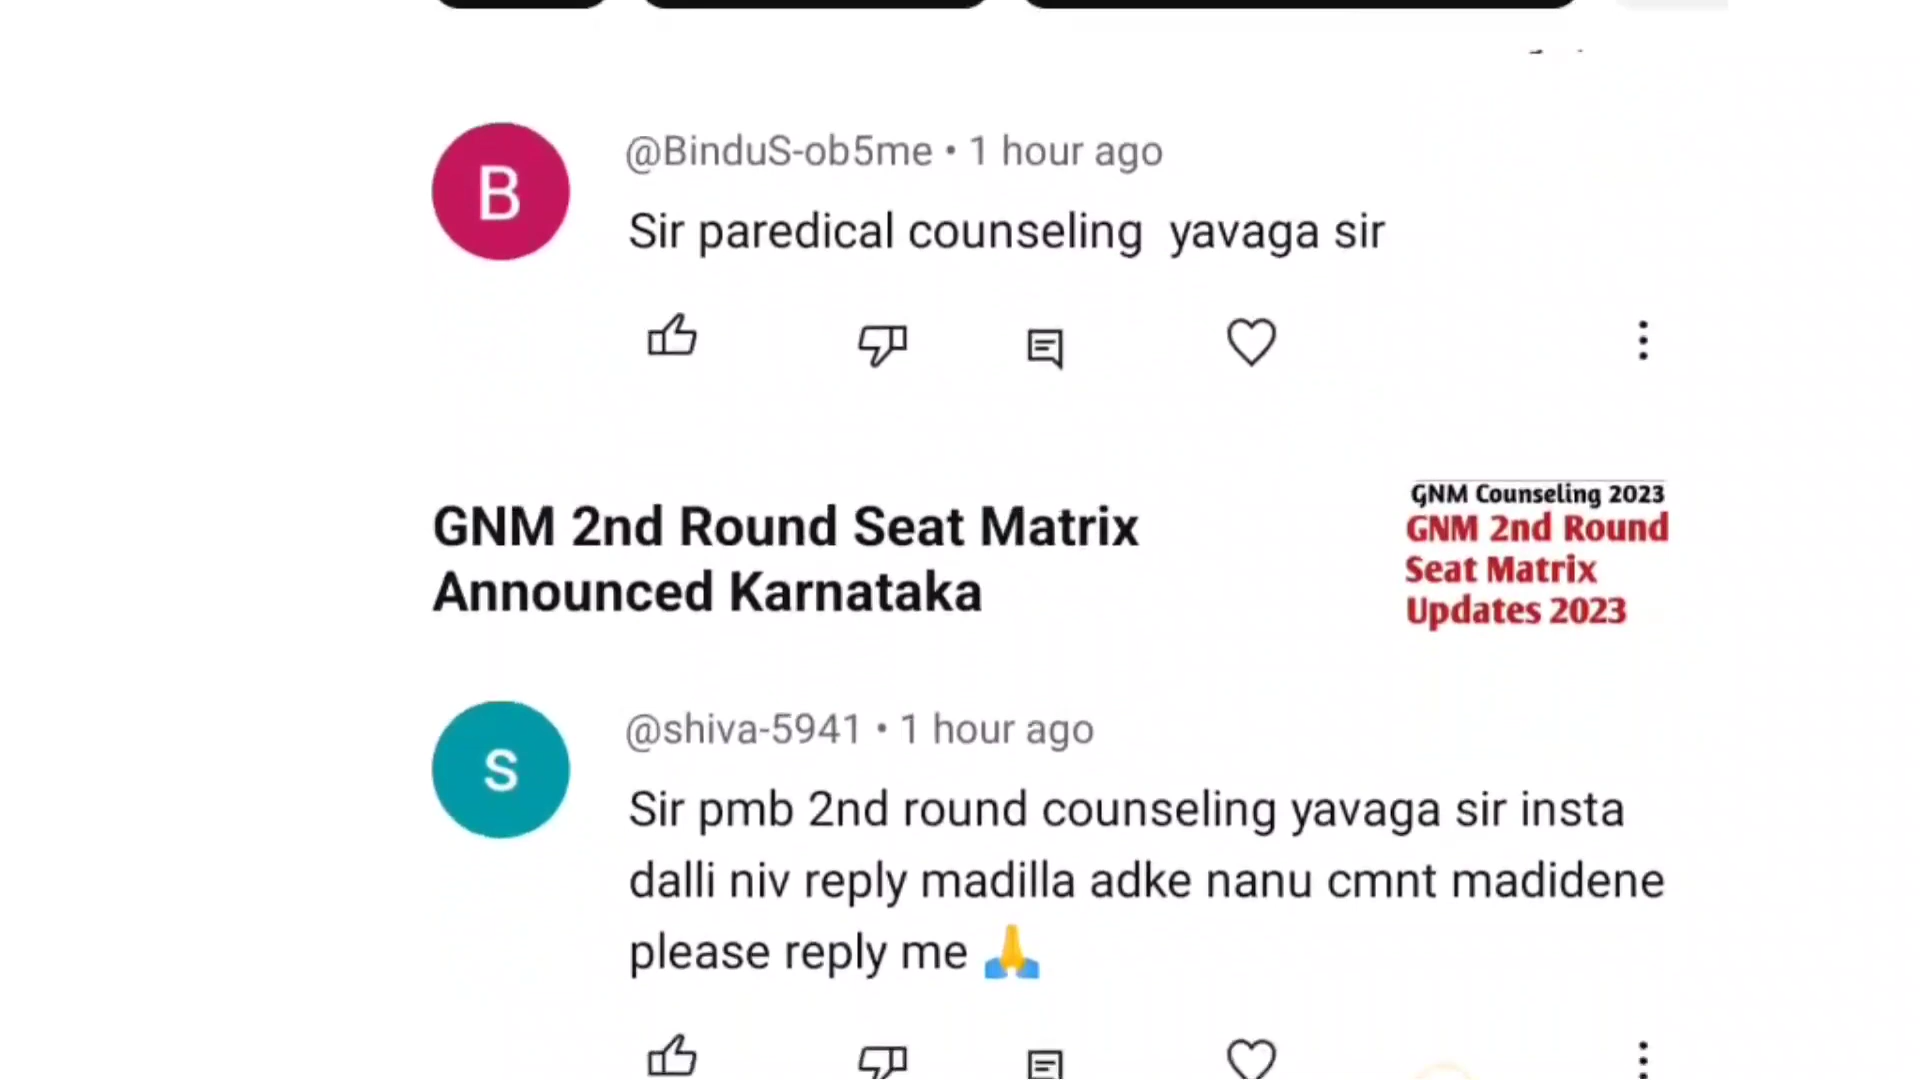 B
@BinduS-ob5me • 1 hour ago
Sir paredical counseling yavaga sir
GNM 2nd Round Seat Matrix
Announced Karnataka
GNM Counseling 2023
GNM 2nd Round
Seat Matrix
Updates 2023
S
@shiva-5941 • 1 hour ago
Sir pmb 2nd round counseling yavaga sir insta
dalli niv reply madilla adke nanu cmnt madidene
please reply me 🙏